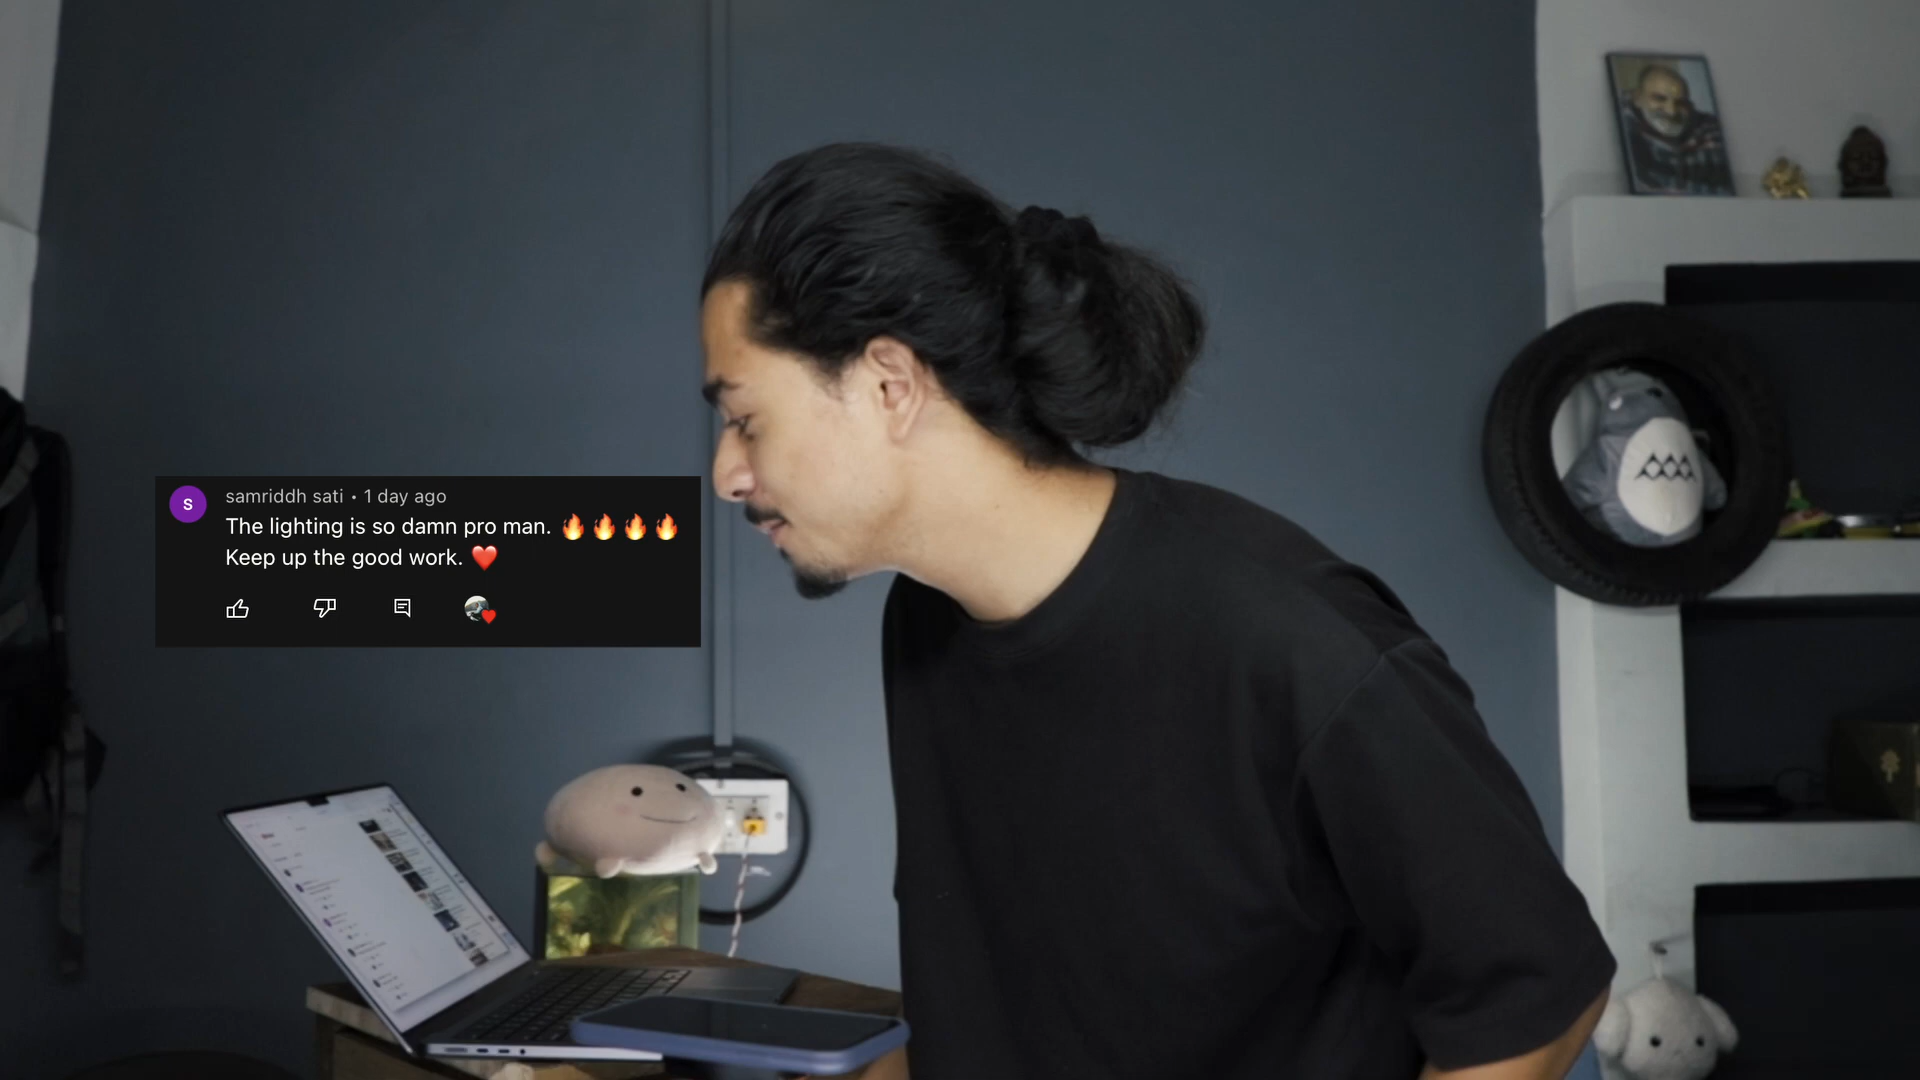 S
samriddh sati • 1 day ago
The lighting is so damn pro man. 🔥🔥🔥🔥
Keep up the good work. ❤️